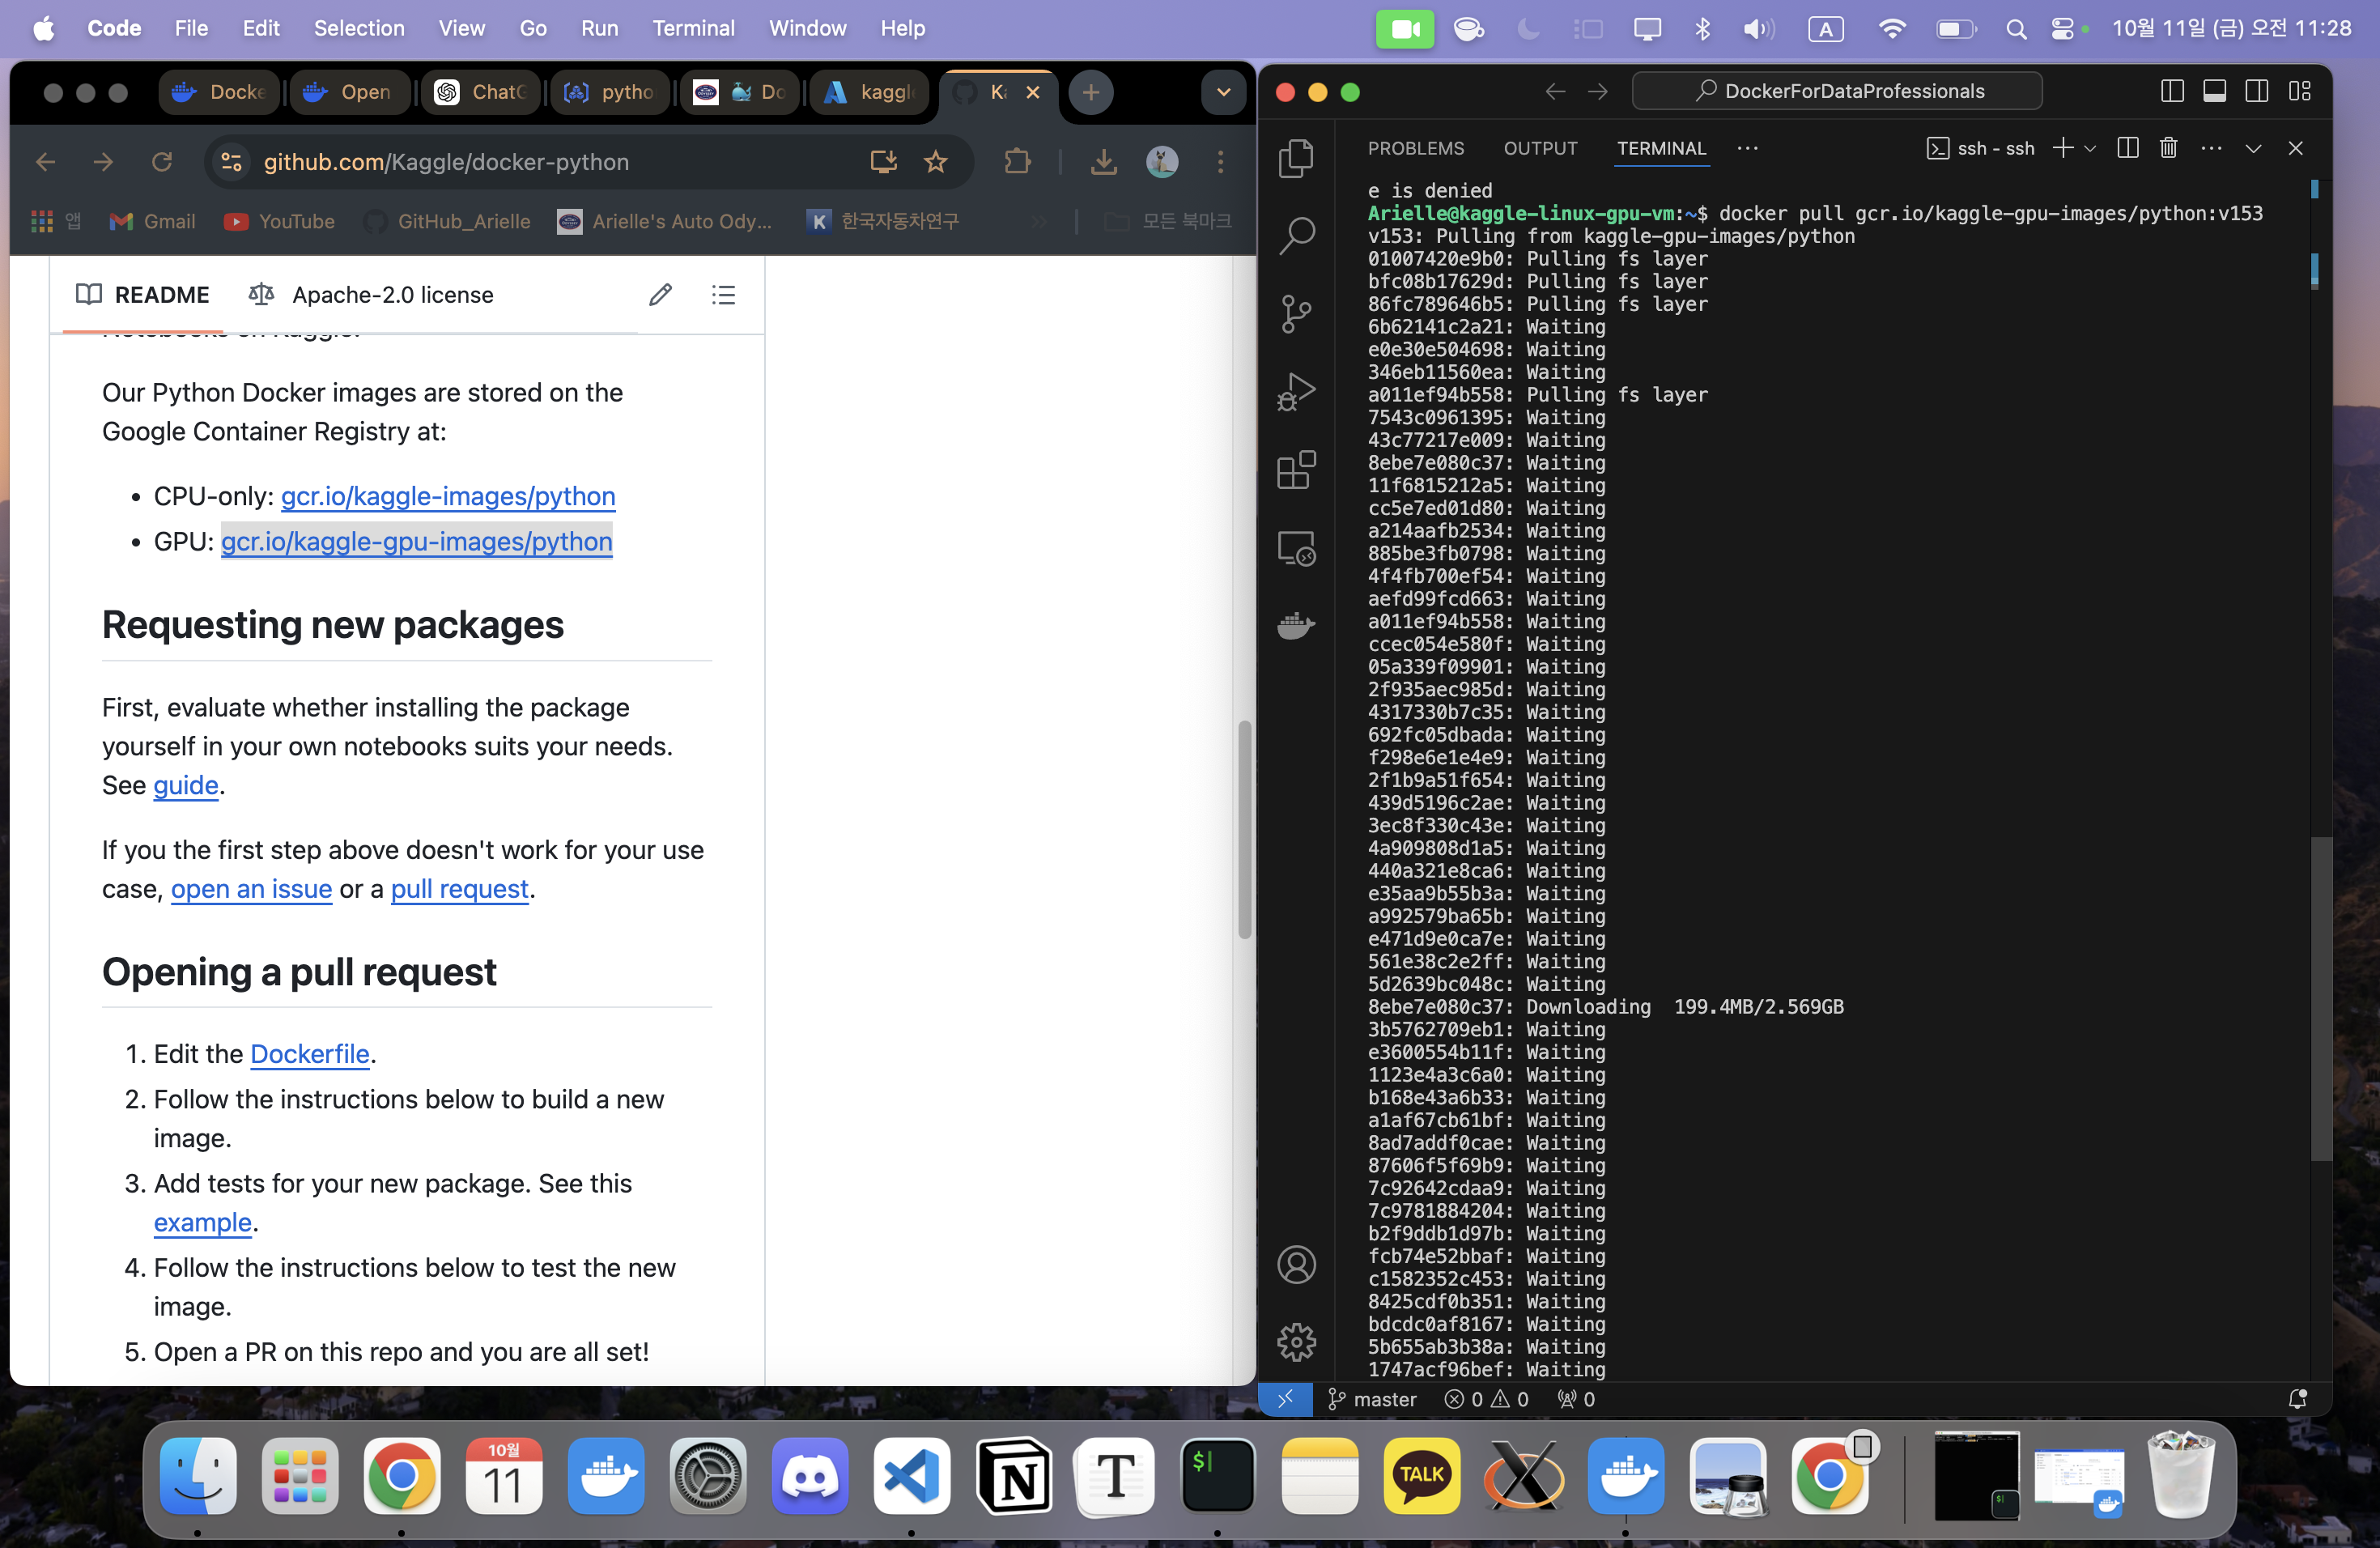 Code File Edit Selection View Go Run Terminal Window Help
A
10월 11일 (금) 오전 11:28
Docke
Open
ChatG
pytho
Do
kaggl
github.com/Kaggle/docker-python
앱
Gmail
YouTube
GitHub_Arielle
Arielle's Auto Ody...
K 한국자동차연구
모든 북마크
README
Apache-2.0 license
Notebooks on Kaggle.
Our Python Docker images are stored on the
Google Container Registry at:
• CPU-only: gcr.io/kaggle-images/python
• GPU: gcr.io/kaggle-gpu-images/python
Requesting new packages
First, evaluate whether installing the package
yourself in your own notebooks suits your needs.
See guide.
If you the first step above doesn't work for your use
case, open an issue or a pull request.
Opening a pull request
1. Edit the Dockerfile.
2. Follow the instructions below to build a new
image.
3. Add tests for your new package. See this
example.
4. Follow the instructions below to test the new
image.
5. Open a PR on this repo and you are all set!
DockerForDataProfessionals
PROBLEMS OUTPUT TERMINAL ···
ssh - ssh
e is denied
Arielle@kaggle-linux-gpu-vm:~$ docker pull gcr.io/kaggle-gpu-images/python:v153
v153: Pulling from kaggle-gpu-images/python
01007420e9b0: Pulling fs layer
bfc08b17629d: Pulling fs layer
86fc789646b5: Pulling fs layer
6b62141c2a21: Waiting
e0e30e504698: Waiting
346eb11560ea: Waiting
a011ef94b558: Pulling fs layer
7543c0961395: Waiting
43c77217e009: Waiting
8ebe7e080c37: Waiting
11f6815212a5: Waiting
cc5e7ed01d80: Waiting
a214aafb2534: Waiting
885be3fb0798: Waiting
4f4fb700ef54: Waiting
aefd99fcd663: Waiting
a011ef94b558: Waiting
ccec054e580f: Waiting
05a339f09901: Waiting
2f935aec985d: Waiting
4317330b7c35: Waiting
692fc05dbada: Waiting
f298e6e1e4e9: Waiting
2f1b9a51f654: Waiting
439d5196c2ae: Waiting
3ec8f330c43e: Waiting
4a909808d1a5: Waiting
440a321e8ca6: Waiting
e35aa9b55b3a: Waiting
a992579ba65b: Waiting
e471d9e0ca7e: Waiting
561e38c2e2ff: Waiting
5d2639bc048c: Waiting
8ebe7e080c37: Downloading 199.4MB/2.569GB
3b5762709eb1: Waiting
e3600554b11f: Waiting
1123e4a3c6a0: Waiting
b168e43a6b33: Waiting
a1af67cb61bf: Waiting
8ad7addf0cae: Waiting
87606f5f69b9: Waiting
7c92642cdaa9: Waiting
7c9781884204: Waiting
b2f9ddb1d97b: Waiting
fcb74e52bbaf: Waiting
c1582352c453: Waiting
8425cdf0b351: Waiting
bdcdc0af8167: Waiting
5b655ab3b38a: Waiting
1747acf96bef: Waiting
master 0 0 0
10월
11
N
T
$
TALK